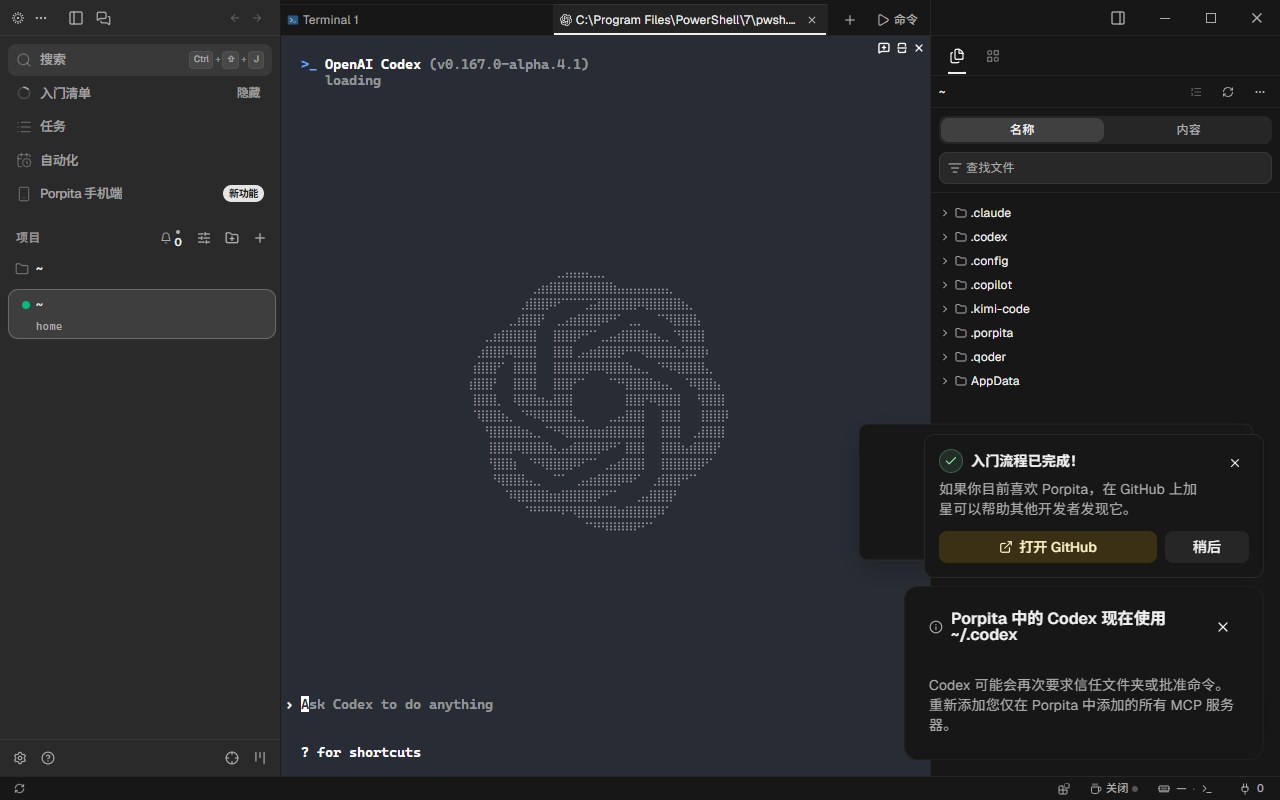 Terminal 1
C:\Program Files\PowerShell\7\pwsh....
命令
搜索
Ctrl + ⇧ + J
入门清单
隐藏
任务
自动化
Porpita 手机端
新功能
项目
0
~
~
home
>_ OpenAI Codex (v0.167.0-alpha.4.1)
loading
› Ask Codex to do anything
? for shortcuts
~
名称
内容
查找文件
.claude
.codex
.config
.copilot
.kimi-code
.porpita
.qoder
AppData
入门流程已完成！
如果你目前喜欢 Porpita，在 GitHub 上加
星可以帮助其他开发者发现它。
打开 GitHub
稍后
Porpita 中的 Codex 现在使用
~/.codex
Codex 可能会再次要求信任文件夹或批准命令。
重新添加您仅在 Porpita 中添加的所有 MCP 服务
器。
关闭
— ·
0